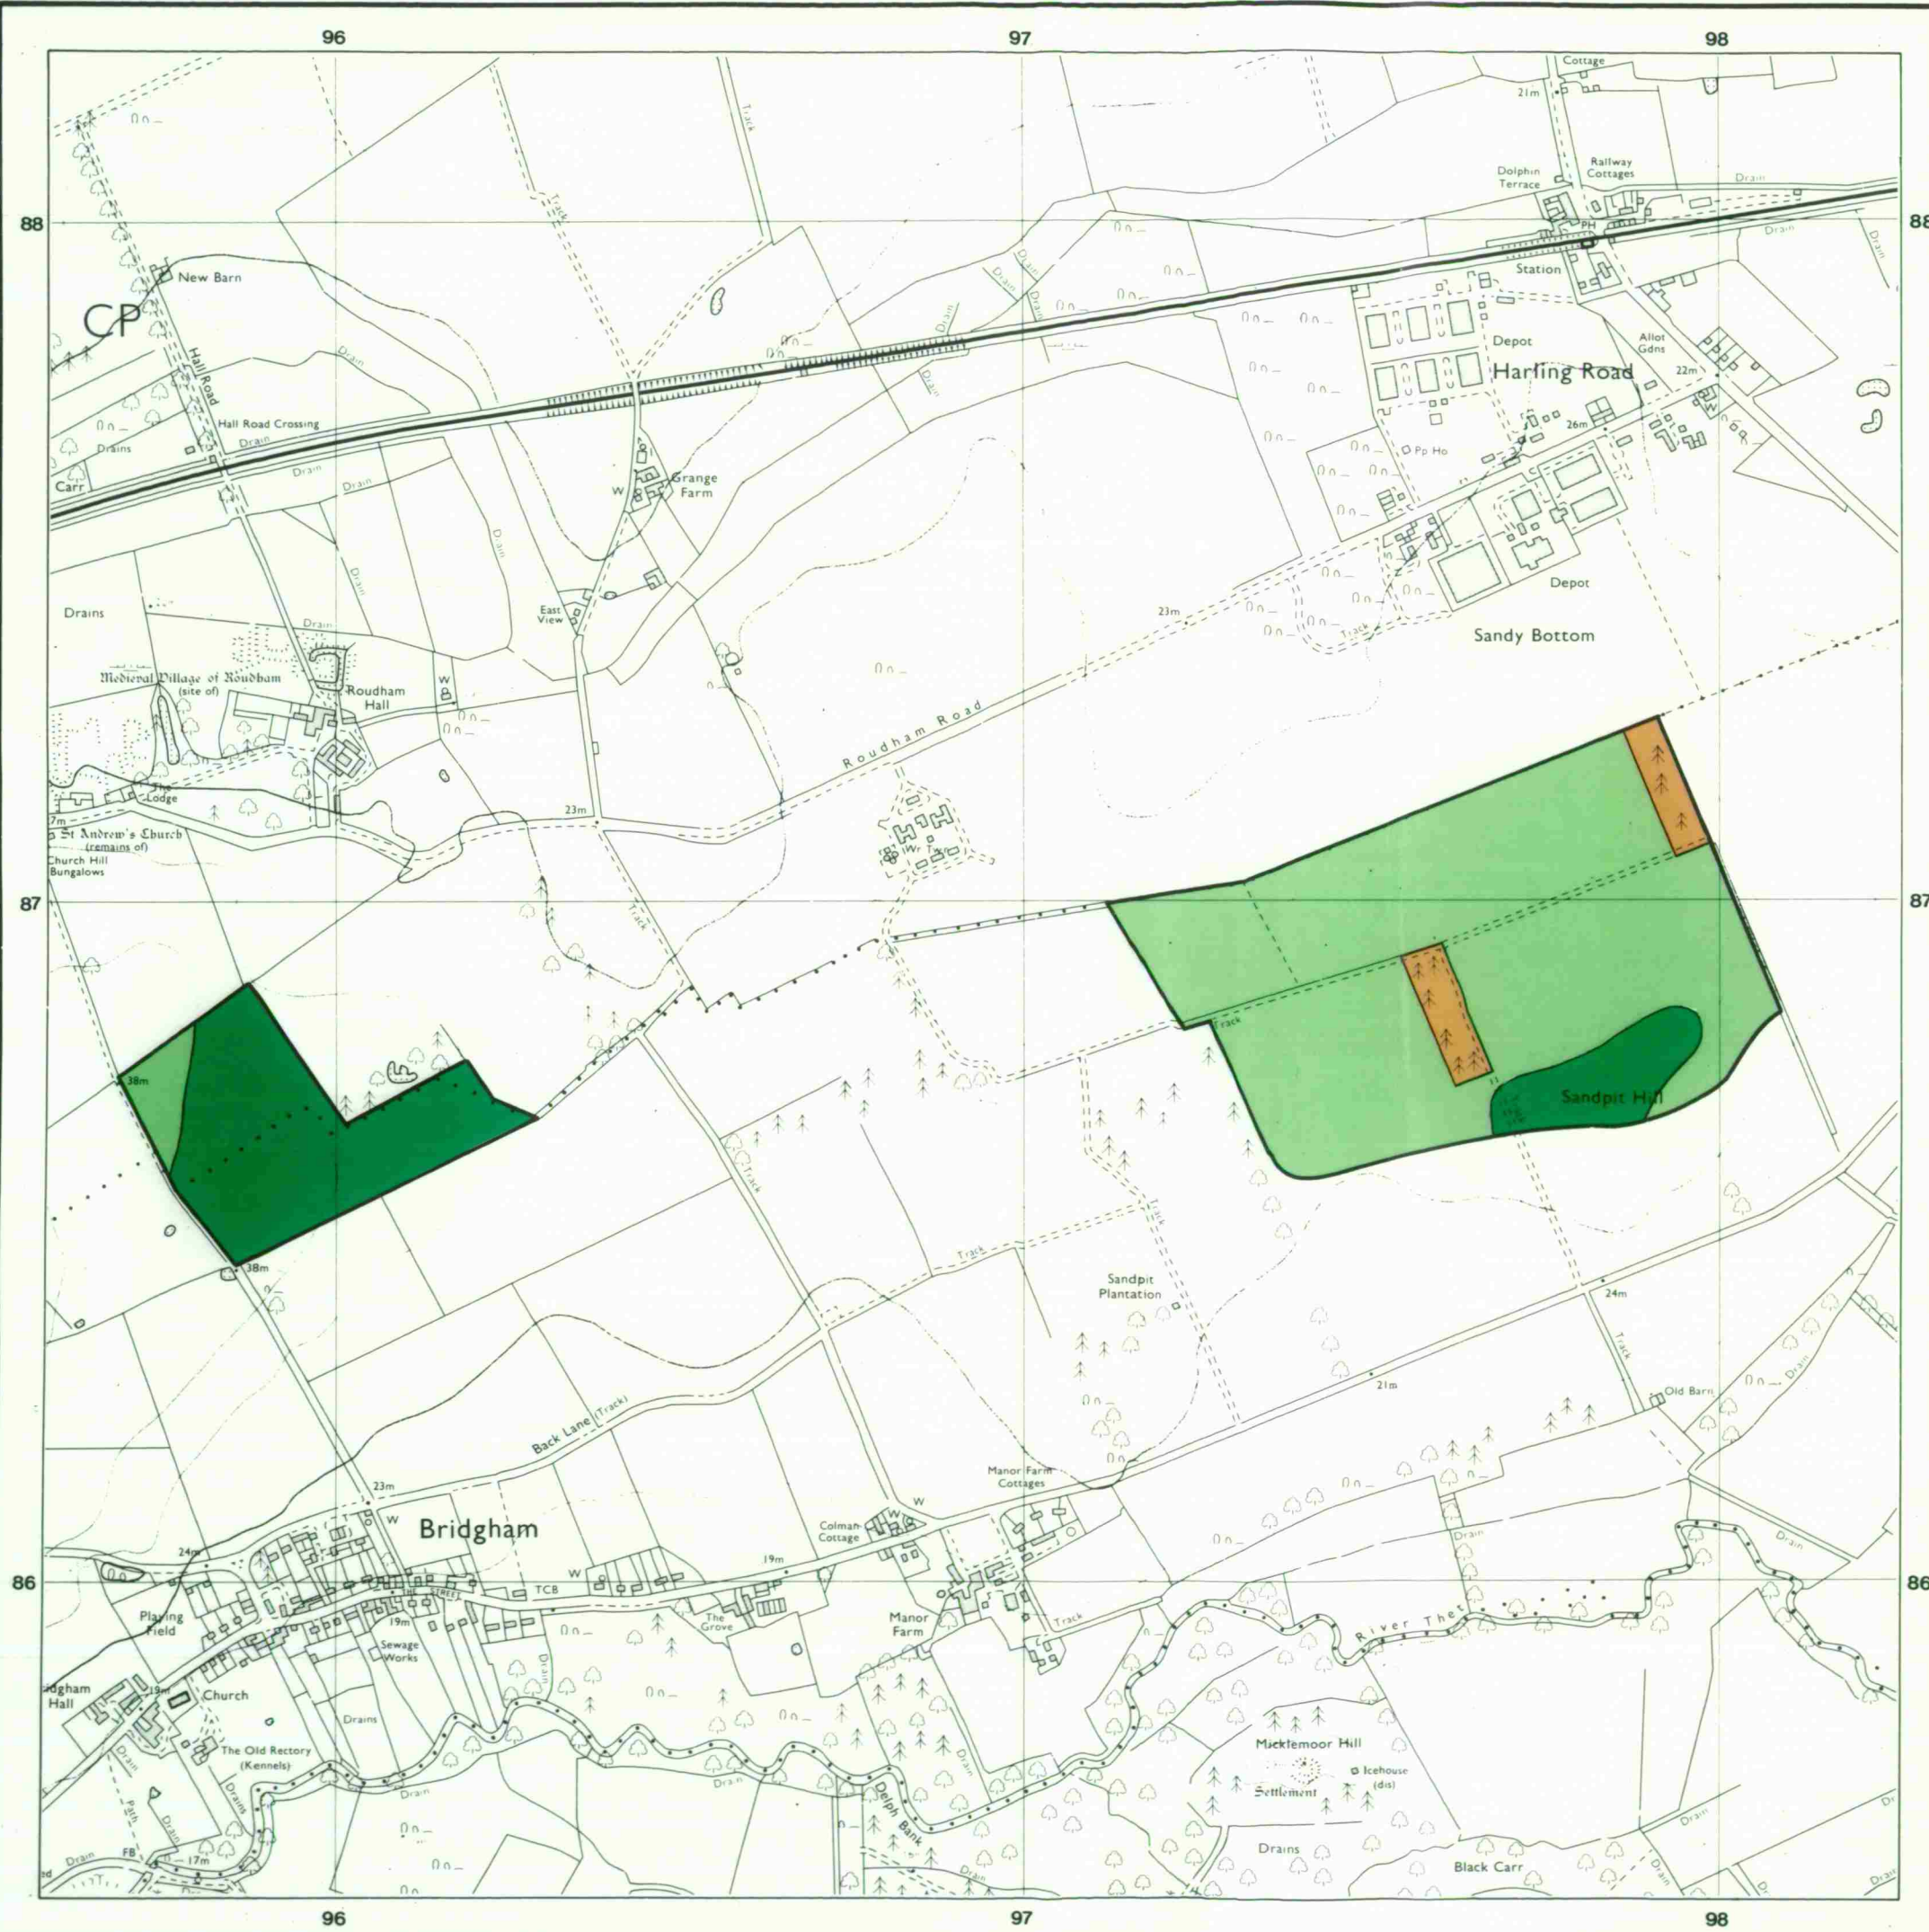 96
97
98
Cottage
21m
Track
Railway
Cottages
Dolphin
Terrace
Drain
88
88
PH
Drain
Drain
Track
New Barn
Station
Drain
Drain
Drain
CP
Drain
Depot
Allot
Gdns
Hall Road
Drain
Harling Road
22m
Drain
W
Hall Road Crossing
Drain
26m
Drains
Pp Ho
Drain
Carr
Drain
Grange
Farm
W
Drain
Drain
Depot
Drains
East
View
23m
Drain
Track
Sandy Bottom
Medieval Village of Roudham
(site of)
W
Roudham
Hall
Roudham Road
The
Lodge
23m
7m
St Andrew's Church
(remains of)
Wr Twr
Church Hill
Bungalows
87
87
Track
Track
38m
Sandpit Hill
Track
38m
Track
Track
Sandpit
Plantation
24m
Track
Drain
21m
Old Barn
Back Lane (Track)
Manor Farm
Cottages
23m
W
W
W
Bridgham
Colman
Cottage
24m
Drain
Drain
19m
W
TCB
86
86
THE STREET
Playing
Field
19m
The
Grove
Manor
Farm
Track
River Thet
Sewage
Works
Drain
idgham
Hall
19m
Church
Drains
Micklemoor Hill
The Old Rectory
(Kennels)
Icehouse
(dis)
Settlement
Drain
Drain
Drain
Drain
Drains
Path
Drain
Delph Bank
Drain
Drains
Black Carr
FB
17m
Drain
Drain
Drain
Drain
96
97
98